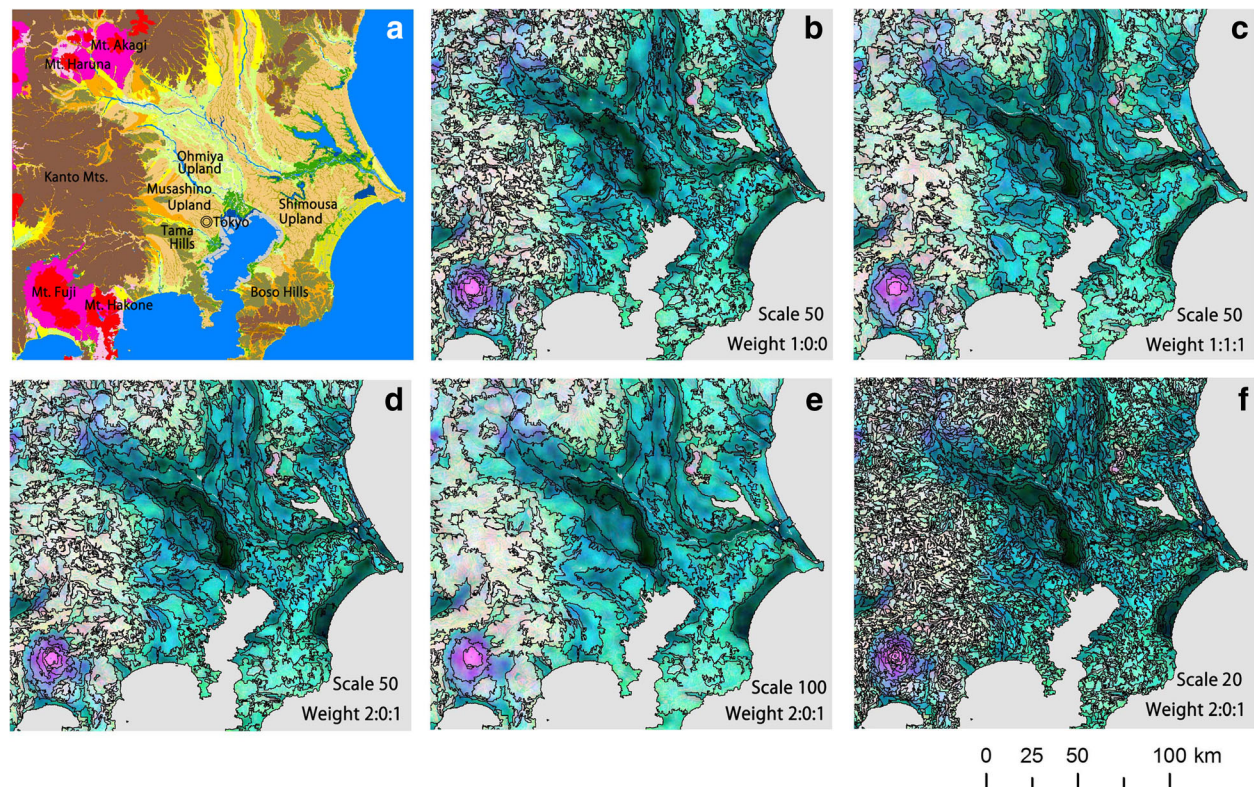 a
Mt. Akagi
Mt. Haruna
Kanto Mts.
Ohmiya
Upland
Musashino
Upland
Shimousa
Upland
Tokyo
Tama
Hills
Mt. Fuji
Mt. Hakone
Boso Hills
b
Scale 50
Weight 1:0:0
c
Scale 50
Weight 1:1:1
d
Scale 50
Weight 2:0:1
e
Scale 100
Weight 2:0:1
f
Scale 20
Weight 2:0:1
0 25 50 100 km